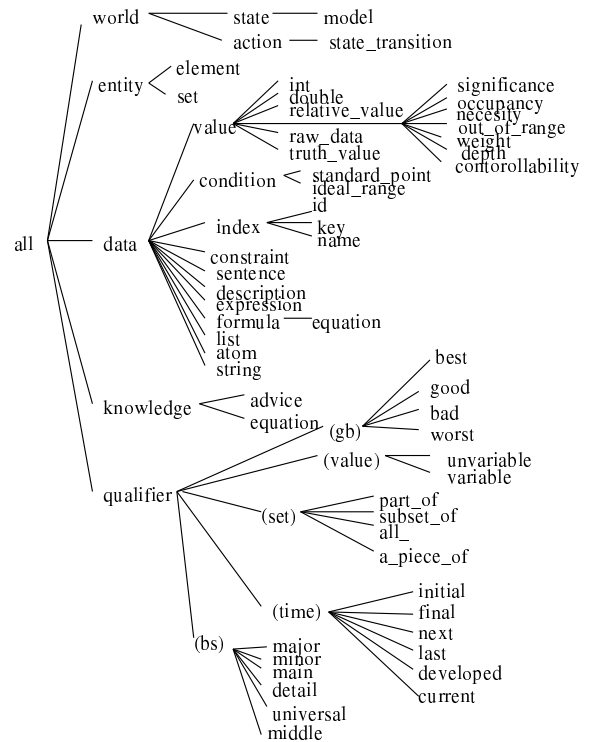 world state model
action state_transition
entity element
set
value int
double
relative_value
raw_data
truth_value
significance
occupancy
necesity
out_of_range
weight
depth
contorollability
condition standard_point
ideal_range
index id
key
name
all data
constraint
sentence
description
expression
formula equation
list
atom
string
knowledge advice
equation
qualifier
(gb) best
good
bad
worst
(value) unvariable
variable
(set) part_of
subset_of
all_
a_piece_of
(time) initial
final
next
last
developed
current
(bs) major
minor
main
detail
universal
middle